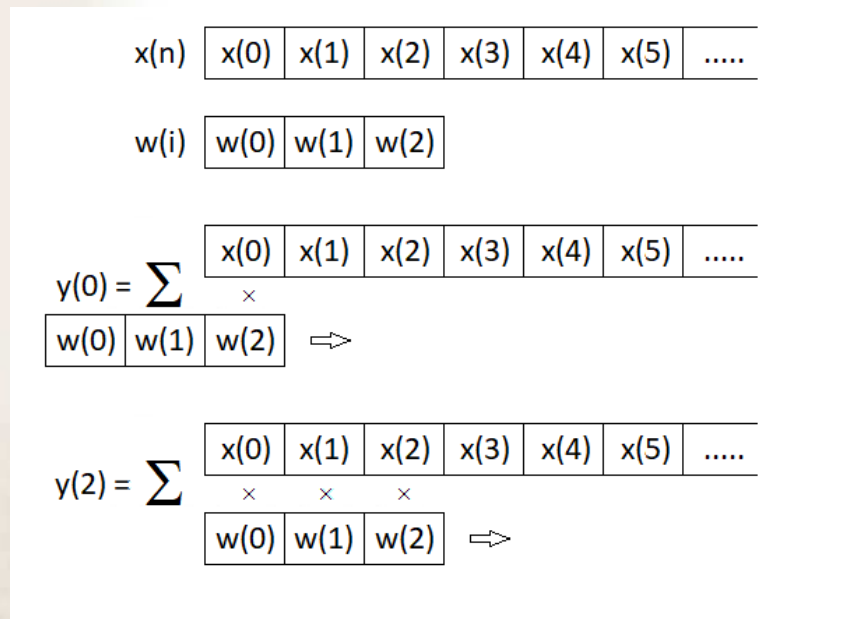 x(n) x(0) x(1) x(2) x(3) x(4) x(5) .....
w(i) w(0) w(1) w(2)
x(0) x(1) x(2) x(3) x(4) x(5) .....
y(0) = ∑ ×
w(0) w(1) w(2)
x(0) x(1) x(2) x(3) x(4) x(5) .....
y(2) = ∑ × × ×
w(0) w(1) w(2)